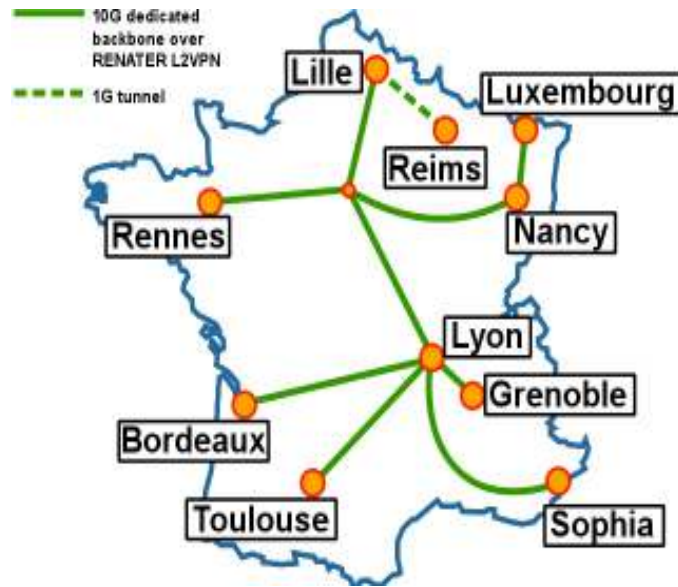 10G dedicated
backbone over
RENATER L2VPN
1G tunnel
Lille
Luxembourg
Reims
Rennes
Nancy
Lyon
Grenoble
Bordeaux
Toulouse
Sophia